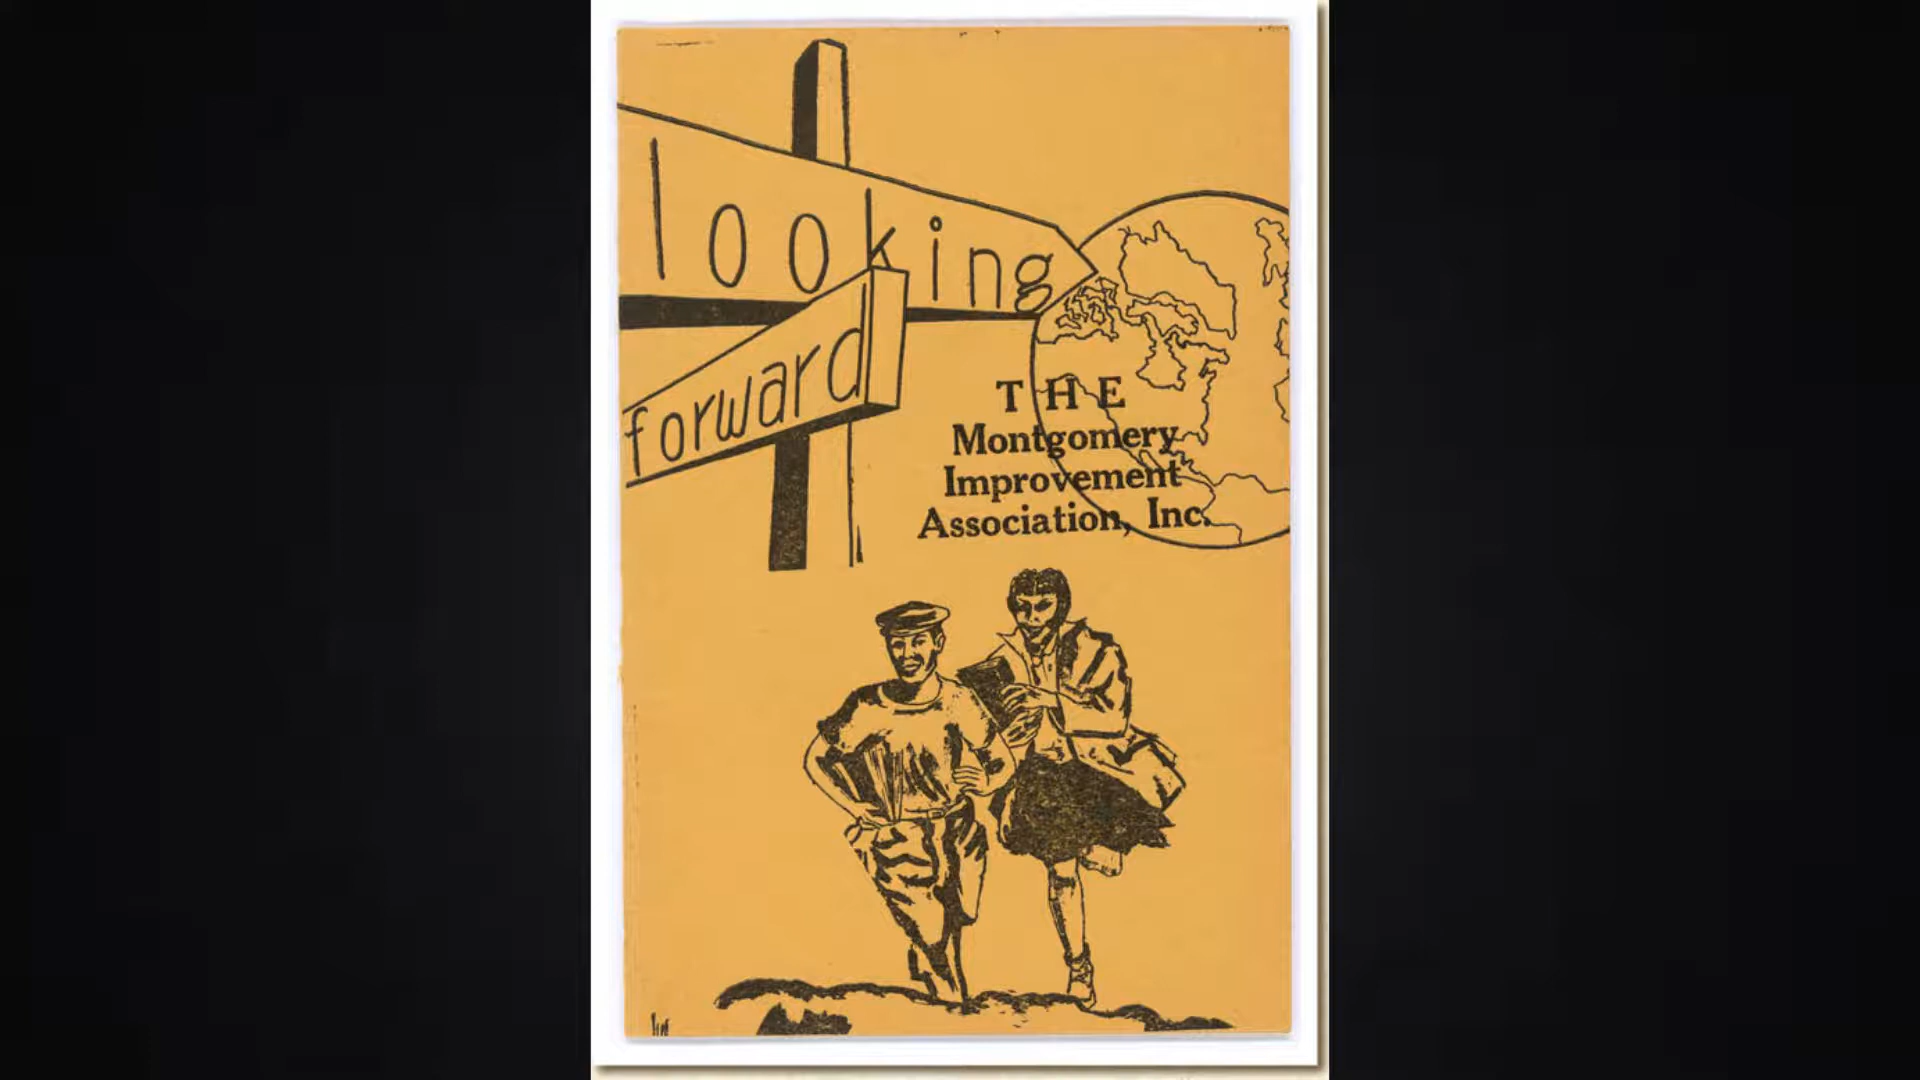 looking
forward
THE
Montgomery
Improvement
Association, Inc.